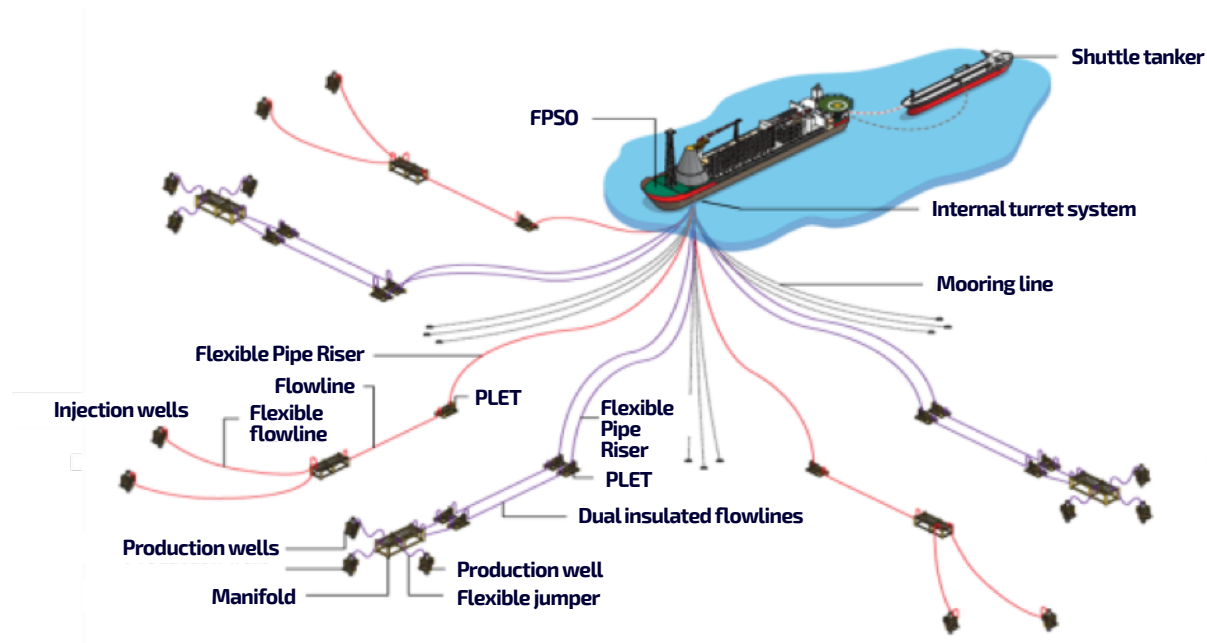 Shuttle tanker
FPSO
Internal turret system
Mooring line
Flexible Pipe Riser
Flowline
PLET
Injection wells
Flexible
flowline
Flexible
Pipe
Riser
PLET
Dual insulated flowlines
Production wells
Production well
Manifold
Flexible jumper